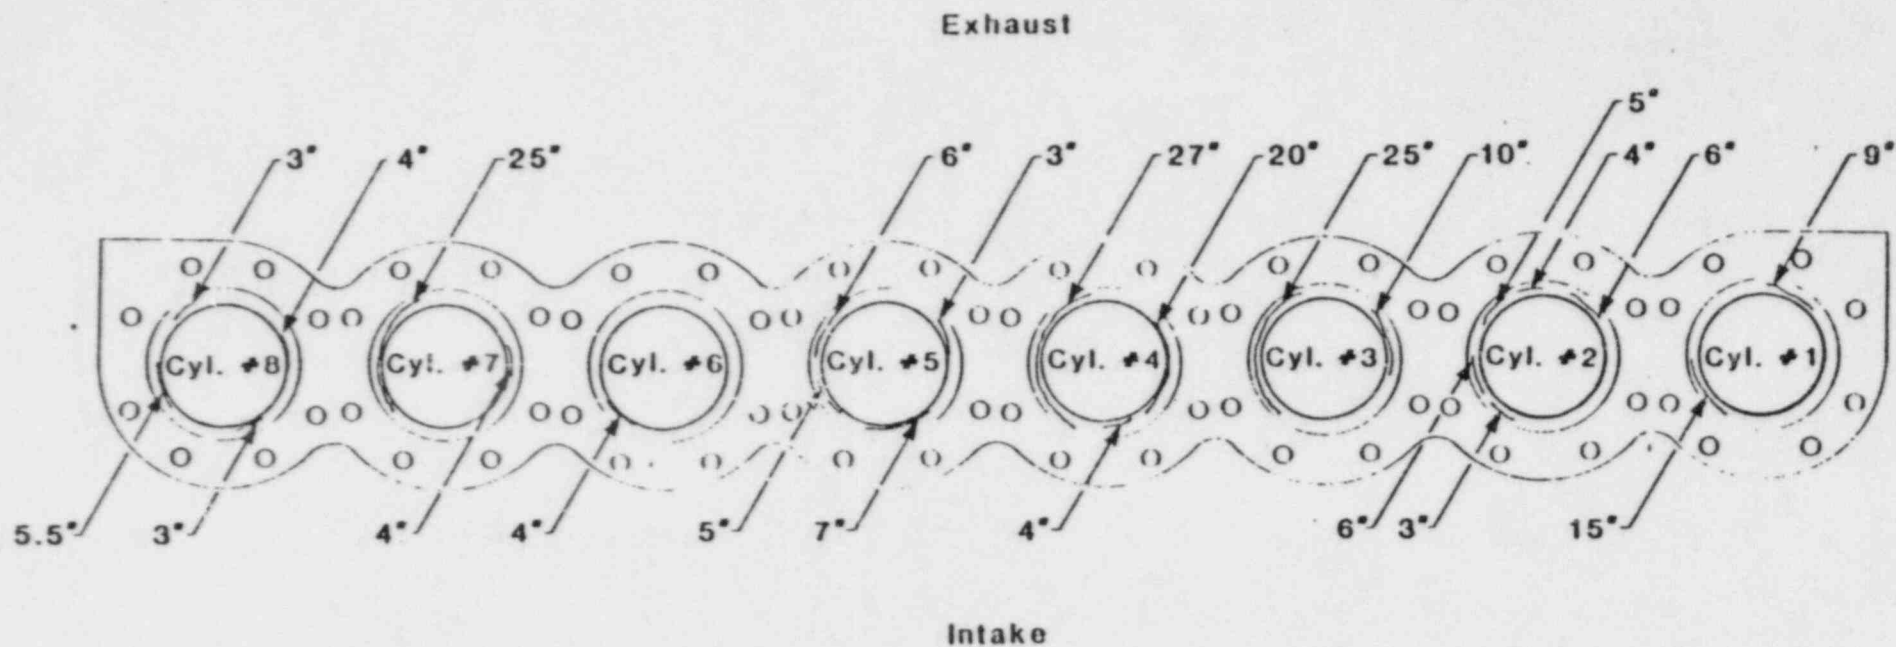 Exhaust
5"
3" 4" 25" 6" 3" 27" 20" 25" 10" 4" 6" 9"
Cyl. #8 Cyl. #7 Cyl. #6 Cyl. #5 Cyl. #4 Cyl. #3 Cyl. #2 Cyl. #1
5.5" 3" 4" 4" 5" 7" 4" 6" 3" 15"
Intake